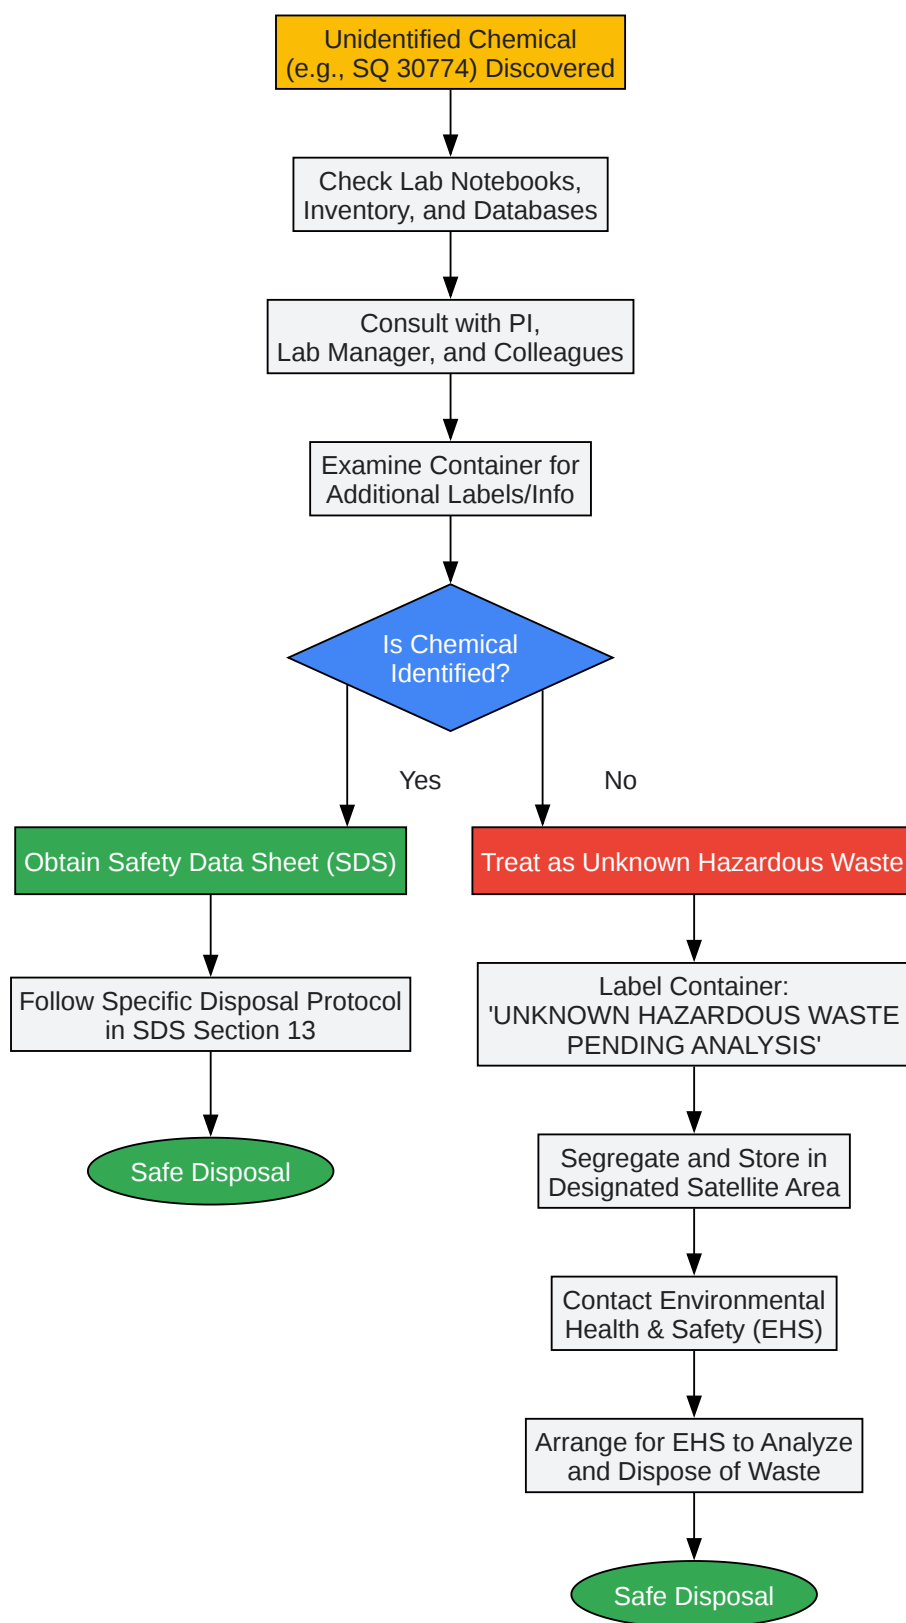 Unidentified Chemical
(e.g., SQ 30774) Discovered
Check Lab Notebooks,
Inventory, and Databases
Consult with PI,
Lab Manager, and Colleagues
Examine Container for
Additional Labels/Info
Is Chemical
Identified?
Yes
No
Obtain Safety Data Sheet (SDS)
Treat as Unknown Hazardous Waste
Follow Specific Disposal Protocol
in SDS Section 13
Label Container:
'UNKNOWN HAZARDOUS WASTE
PENDING ANALYSIS'
Safe Disposal
Segregate and Store in
Designated Satellite Area
Contact Environmental
Health & Safety (EHS)
Arrange for EHS to Analyze
and Dispose of Waste
Safe Disposal